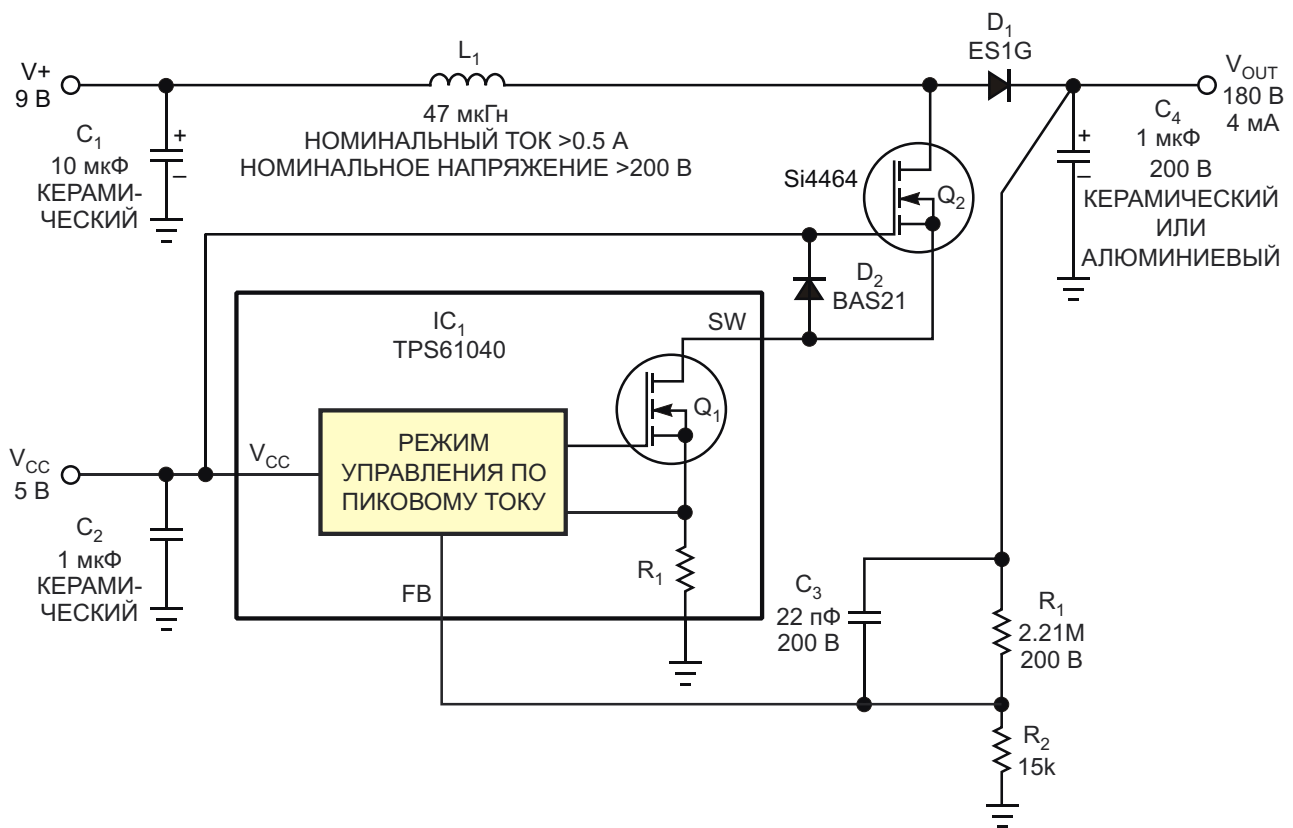 V+
9 В
C1
10 мкФ
КЕРАМИ-
ЧЕСКИЙ
L1
47 мкГн
НОМИНАЛЬНЫЙ ТОК >0.5 А
НОМИНАЛЬНОЕ НАПРЯЖЕНИЕ >200 В
D1
ES1G
VOUT
180 В
4 мА
C4
1 мкФ
200 В
КЕРАМИЧЕСКИЙ
ИЛИ
АЛЮМИНИЕВЫЙ
Si4464
Q2
D2
BAS21
SW
IC1
TPS61040
Q1
VCC
РЕЖИМ
УПРАВЛЕНИЯ ПО
ПИКОВОМУ ТОКУ
VCC
5 В
C2
1 мкФ
КЕРАМИ-
ЧЕСКИЙ
FB
R1
C3
22 пФ
200 В
R1
2.21M
200 В
R2
15k